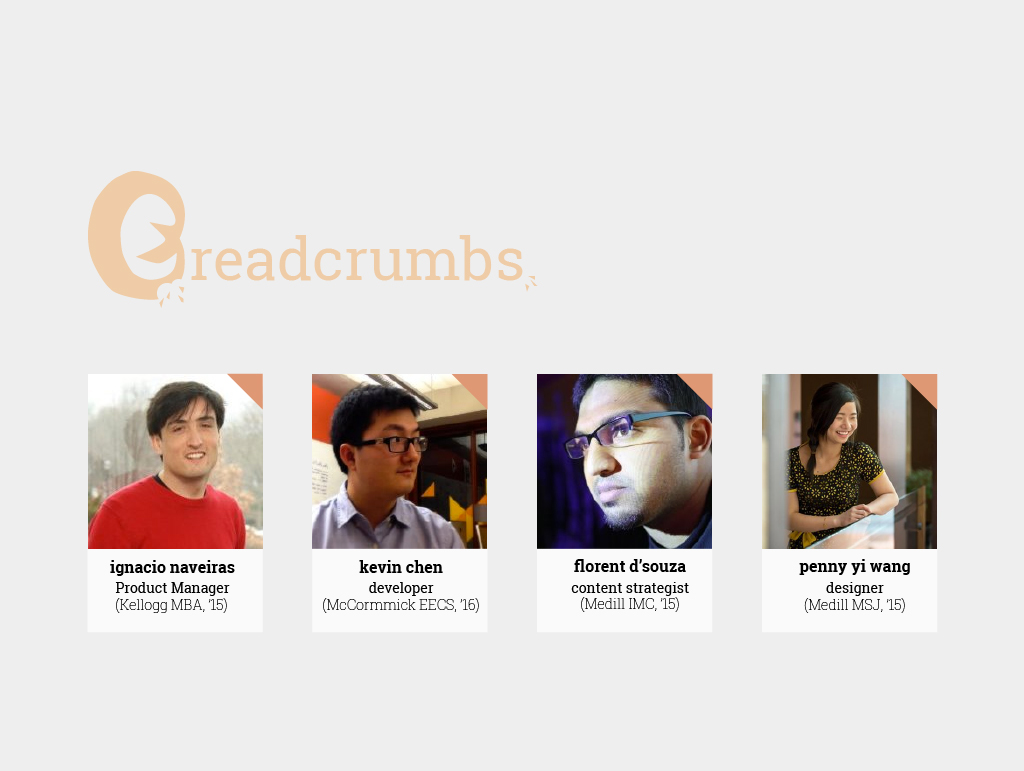 Breadcrumbs
ignacio naveiras
Product Manager
(Kellogg MBA, '15)
kevin chen
developer
(McCormmick EECS, '16)
florent d'souza
content strategist
(Medill IMC, '15)
penny yi wang
designer
(Medill MSJ, '15)